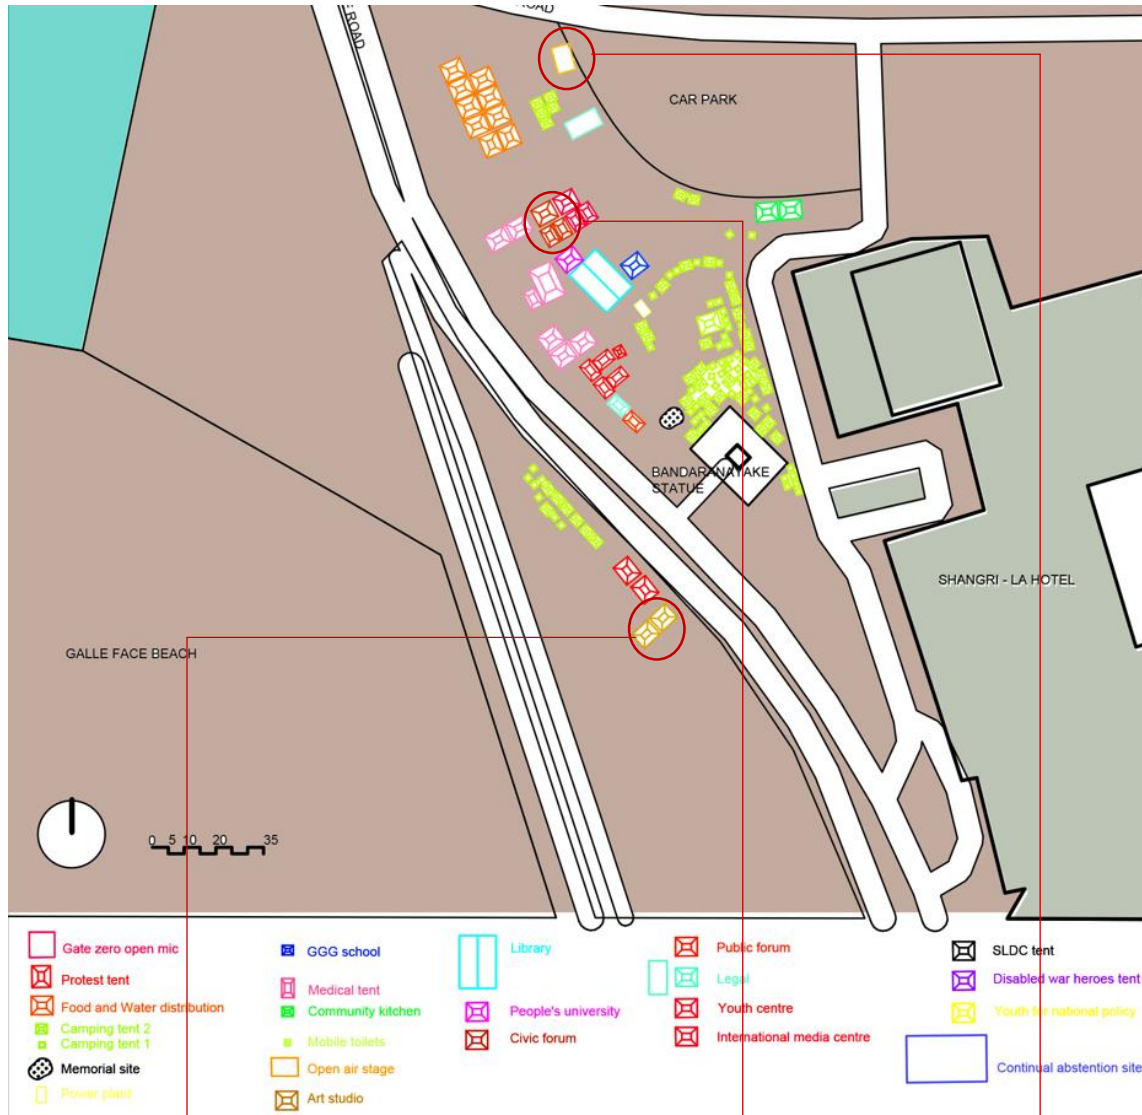 ROAD
ROAD
CAR PARK
BANDARANAYAKE
STATUE
SHANGRI - LA HOTEL
GALLE FACE BEACH
0 5 10 20 35
Gate zero open mic
Protest tent
Food and Water distribution
Camping tent 2
Camping tent 1
Memorial site
Power plant
GGG school
Medical tent
Community kitchen
Mobile toilets
Open air stage
Art studio
Library
People's university
Civic forum
Public forum
Legal
Youth centre
International media centre
SLDC tent
Disabled war heroes tent
Youth for national policy
Continual abstention site